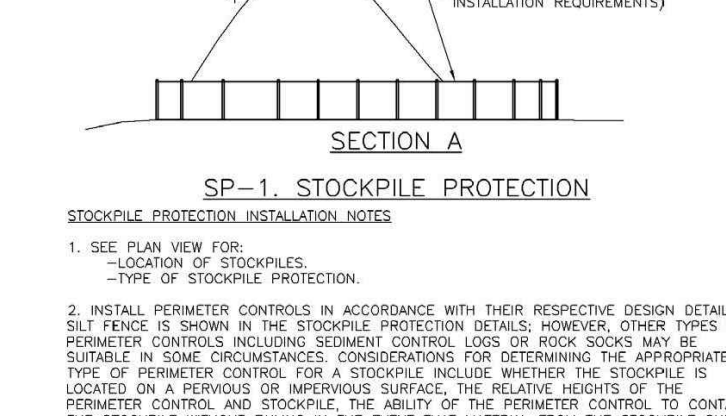 INSTALLATION REQUIREMENTS)
SECTION A
SP-1. STOCKPILE PROTECTION
STOCKPILE PROTECTION INSTALLATION NOTES
1. SEE PLAN VIEW FOR:
-LOCATION OF STOCKPILES.
-TYPE OF STOCKPILE PROTECTION.
2. INSTALL PERIMETER CONTROLS IN ACCORDANCE WITH THEIR RESPECTIVE DESIGN DETAIL
SILT FENCE IS SHOWN IN THE STOCKPILE PROTECTION DETAILS; HOWEVER, OTHER TYPES
PERIMETER CONTROLS INCLUDING SEDIMENT CONTROL LOGS OR ROCK SOCKS MAY BE
SUITABLE IN SOME CIRCUMSTANCES. CONSIDERATIONS FOR DETERMINING THE APPROPRIATE
TYPE OF PERIMETER CONTROL FOR A STOCKPILE INCLUDE WHETHER THE STOCKPILE IS
LOCATED ON A PERVIOUS OR IMPERVIOUS SURFACE, THE RELATIVE HEIGHTS OF THE
PERIMETER CONTROL AND STOCKPILE, THE ABILITY OF THE PERIMETER CONTROL TO CONT